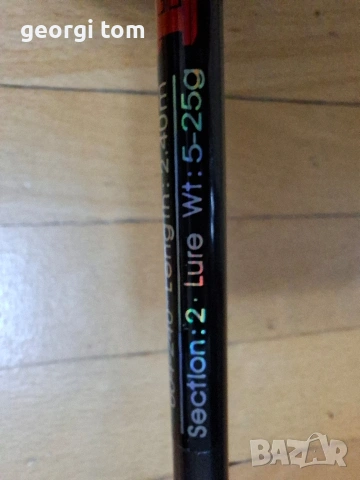 georgi tom
Length: 2.40m
Section: 2 · Lure Wt: 5-25g
BAZAR